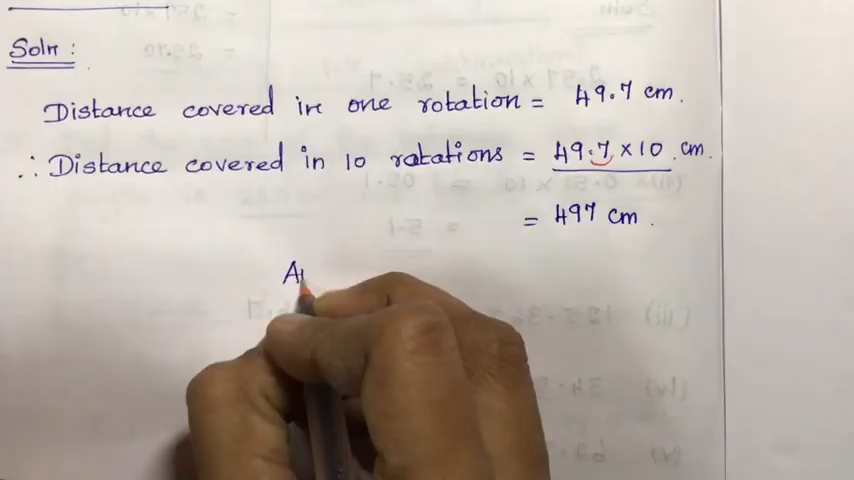 Soln :
Distance covered in one rotation = 49.7 cm.
∴ Distance covered in 10 rotations = 49.7 × 10 cm.
= 497 cm.